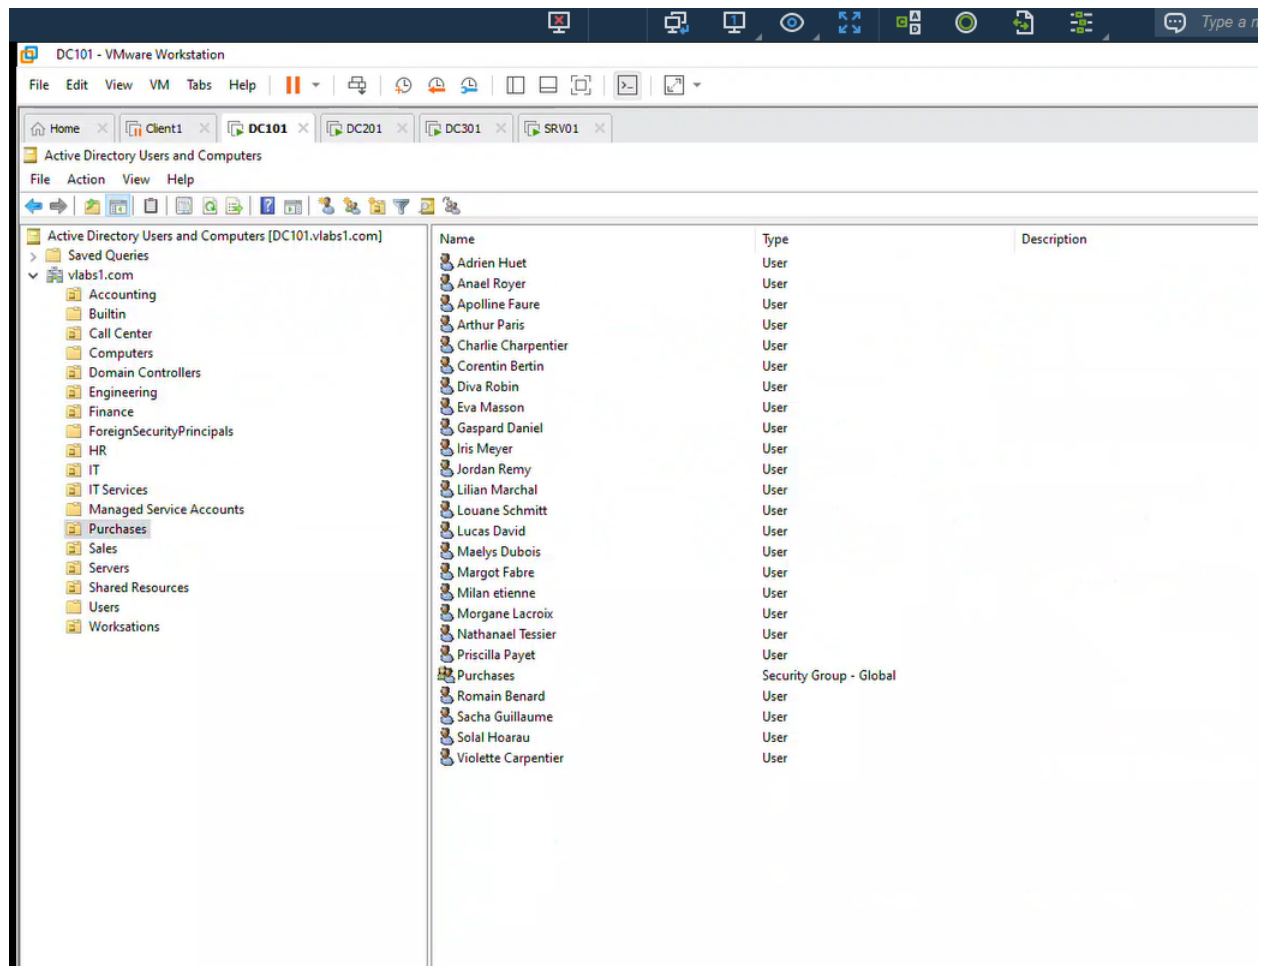 1
C A D
Type a n
DC101 - VMware Workstation
File Edit View VM Tabs Help
Home Client1 DC101 DC201 DC301 SRV01
Active Directory Users and Computers
File Action View Help
Active Directory Users and Computers [DC101.vlabs1.com]
Saved Queries
vlabs1.com
Accounting
Builtin
Call Center
Computers
Domain Controllers
Engineering
Finance
ForeignSecurityPrincipals
HR
IT
IT Services
Managed Service Accounts
Purchases
Sales
Servers
Shared Resources
Users
Worksations
Name Type Description
Adrien Huet User
Anael Royer User
Apolline Faure User
Arthur Paris User
Charlie Charpentier User
Corentin Bertin User
Diva Robin User
Eva Masson User
Gaspard Daniel User
Iris Meyer User
Jordan Remy User
Lilian Marchal User
Louane Schmitt User
Lucas David User
Maelys Dubois User
Margot Fabre User
Milan etienne User
Morgane Lacroix User
Nathanael Tessier User
Priscilla Payet User
Purchases Security Group - Global
Romain Benard User
Sacha Guillaume User
Solal Hoarau User
Violette Carpentier User